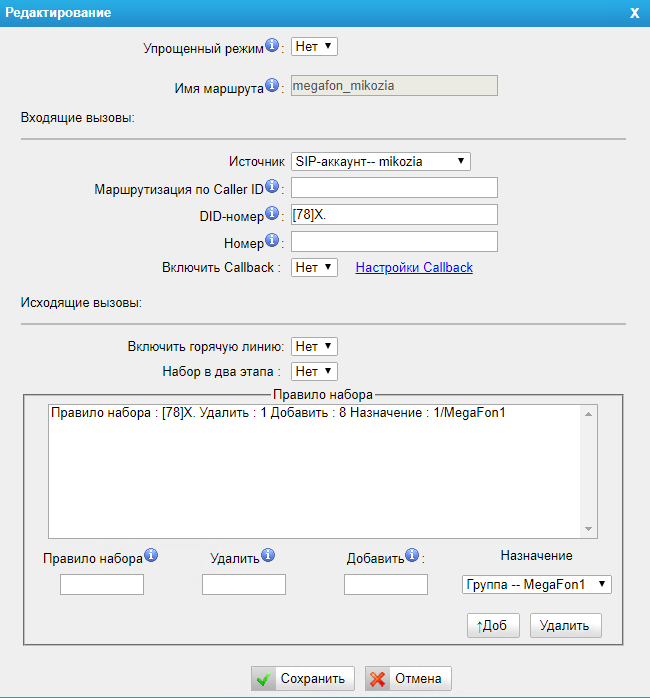 Редактирование X
Упрощенный режим : Нет
Имя маршрута : megafon_mikozia
Входящие вызовы:
Источник SIP-аккаунт-- mikozia
Маршрутизация по Caller ID :
DID-номер : [78]X.
Номер :
Включить Callback : Нет Настройки Callback
Исходящие вызовы:
Включить горячую линию: Нет
Набор в два этапа : Нет
Правило набора
Правило набора : [78]X. Удалить : 1 Добавить : 8 Назначение : 1/MegaFon1
Правило набора Удалить Добавить : Назначение
Группа -- MegaFon1
↑Доб Удалить
Сохранить Отмена